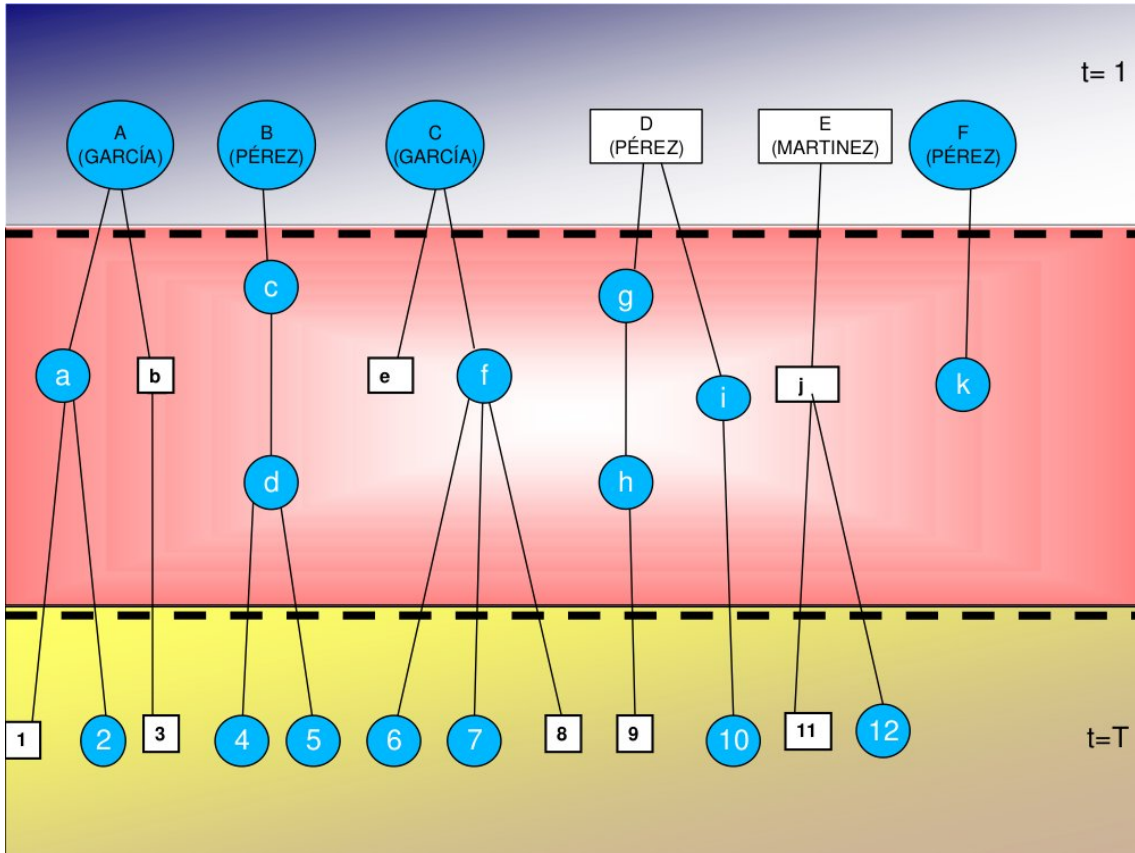 t= 1
A
(GARCÍA)
B
(PÉREZ)
C
(GARCÍA)
D
(PÉREZ)
E
(MARTINEZ)
F
(PÉREZ)
c
g
a
b
e
f
i
j
k
d
h
1
2
3
4
5
6
7
8
9
10
11
12
t=T